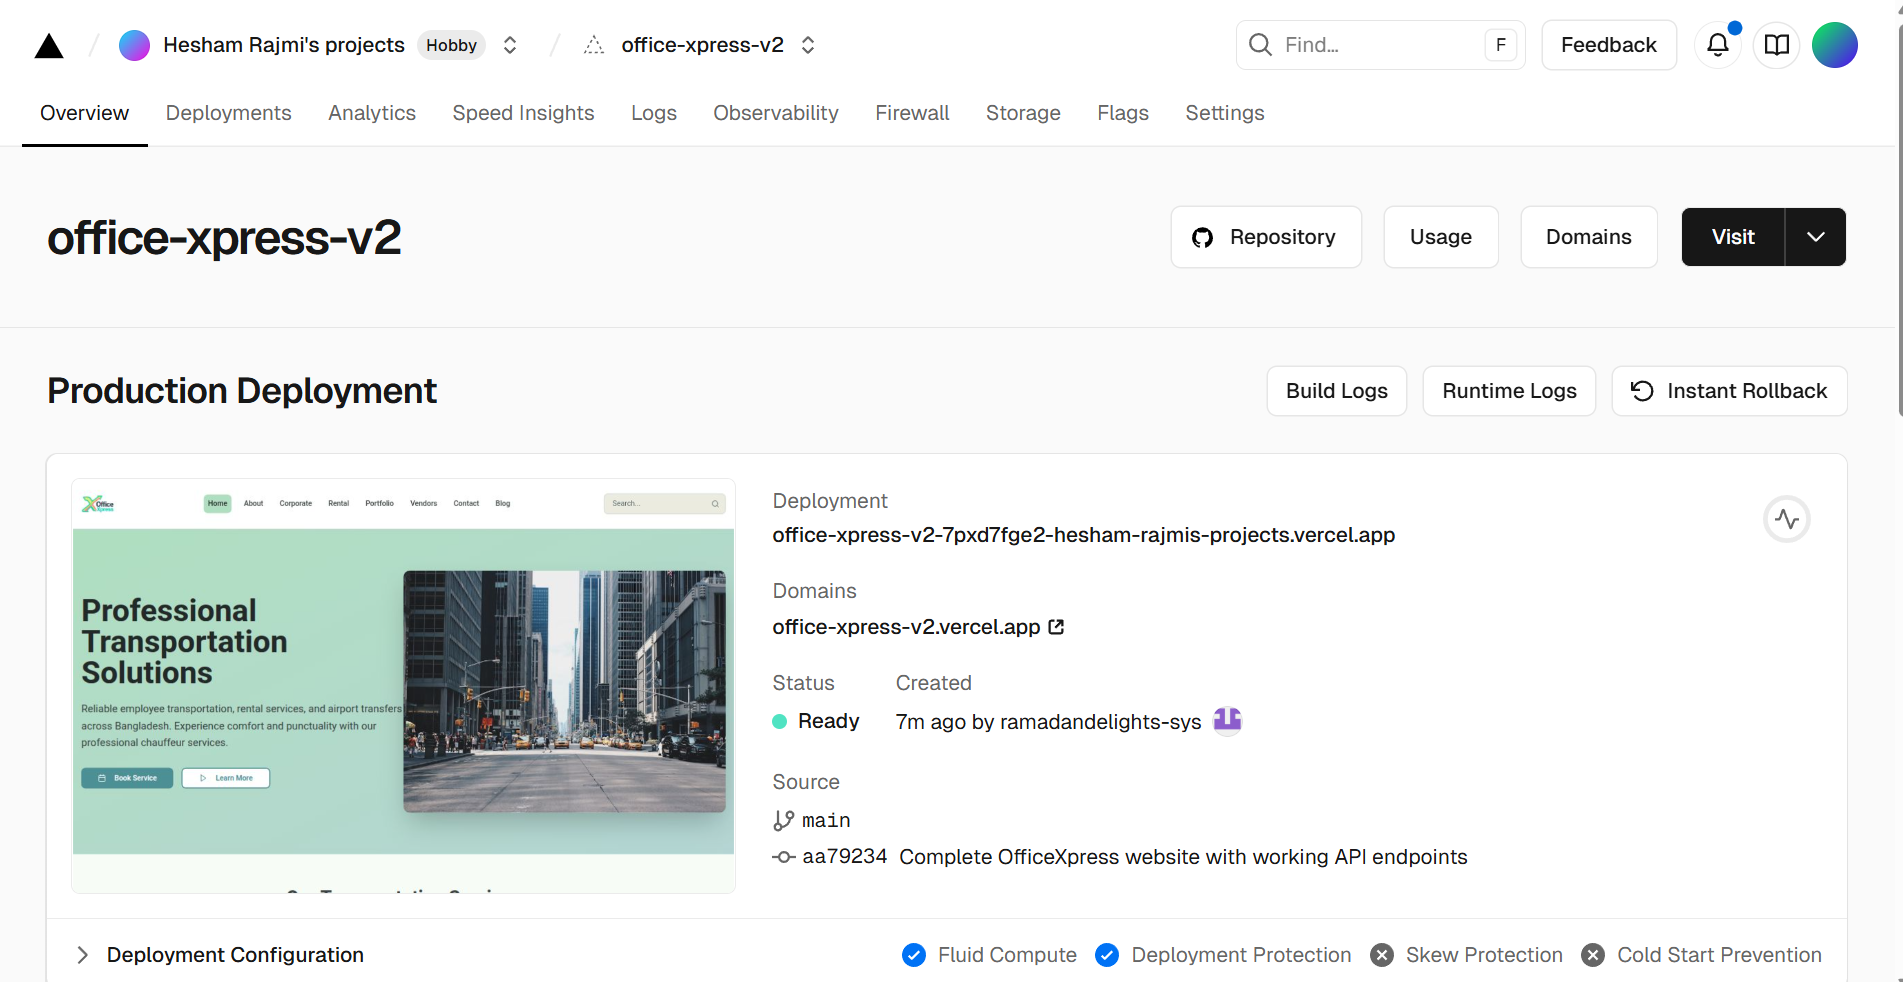 Hesham Rajmi's projects Hobby office-xpress-v2 Find... F Feedback
Overview Deployments Analytics Speed Insights Logs Observability Firewall Storage Flags Settings
office-xpress-v2 Repository Usage Domains Visit
Production Deployment Build Logs Runtime Logs Instant Rollback
Office Xpress
Home About Corporate Rental Portfolio Vendors Contact Blog Search...
Professional
Transportation
Solutions
Reliable employee transportation, rental services, and airport transfers
across Bangladesh. Experience comfort and punctuality with our
professional chauffeur services.
Book Service Learn More
Deployment
office-xpress-v2-7pxd7fge2-hesham-rajmis-projects.vercel.app
Domains
office-xpress-v2.vercel.app
Status Created
Ready 7m ago by ramadandelights-sys
Source
main
aa79234 Complete OfficeXpress website with working API endpoints
Deployment Configuration Fluid Compute Deployment Protection Skew Protection Cold Start Prevention